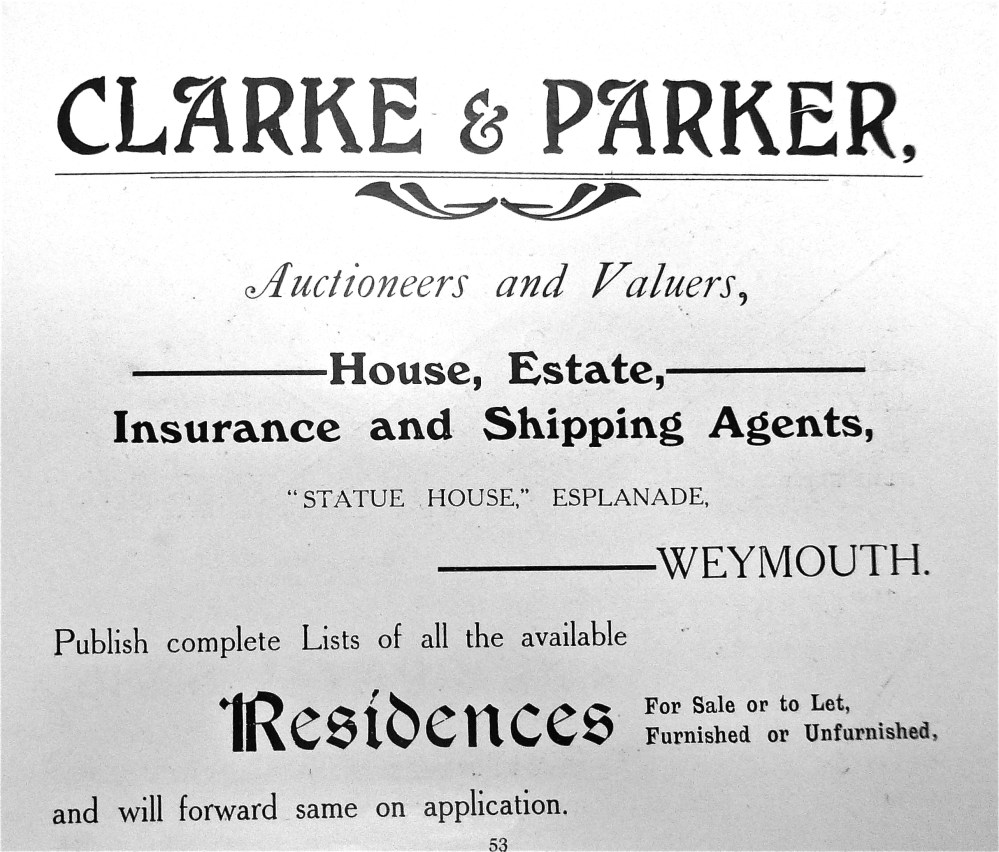 CLARKE & PARKER,
Auctioneers and Valuers,
House, Estate,
Insurance and Shipping Agents,
"STATUE HOUSE," ESPLANADE,
WEYMOUTH.
Publish complete Lists of all the available
Residences
For Sale or to Let,
Furnished or Unfurnished,
and will forward same on application.
53